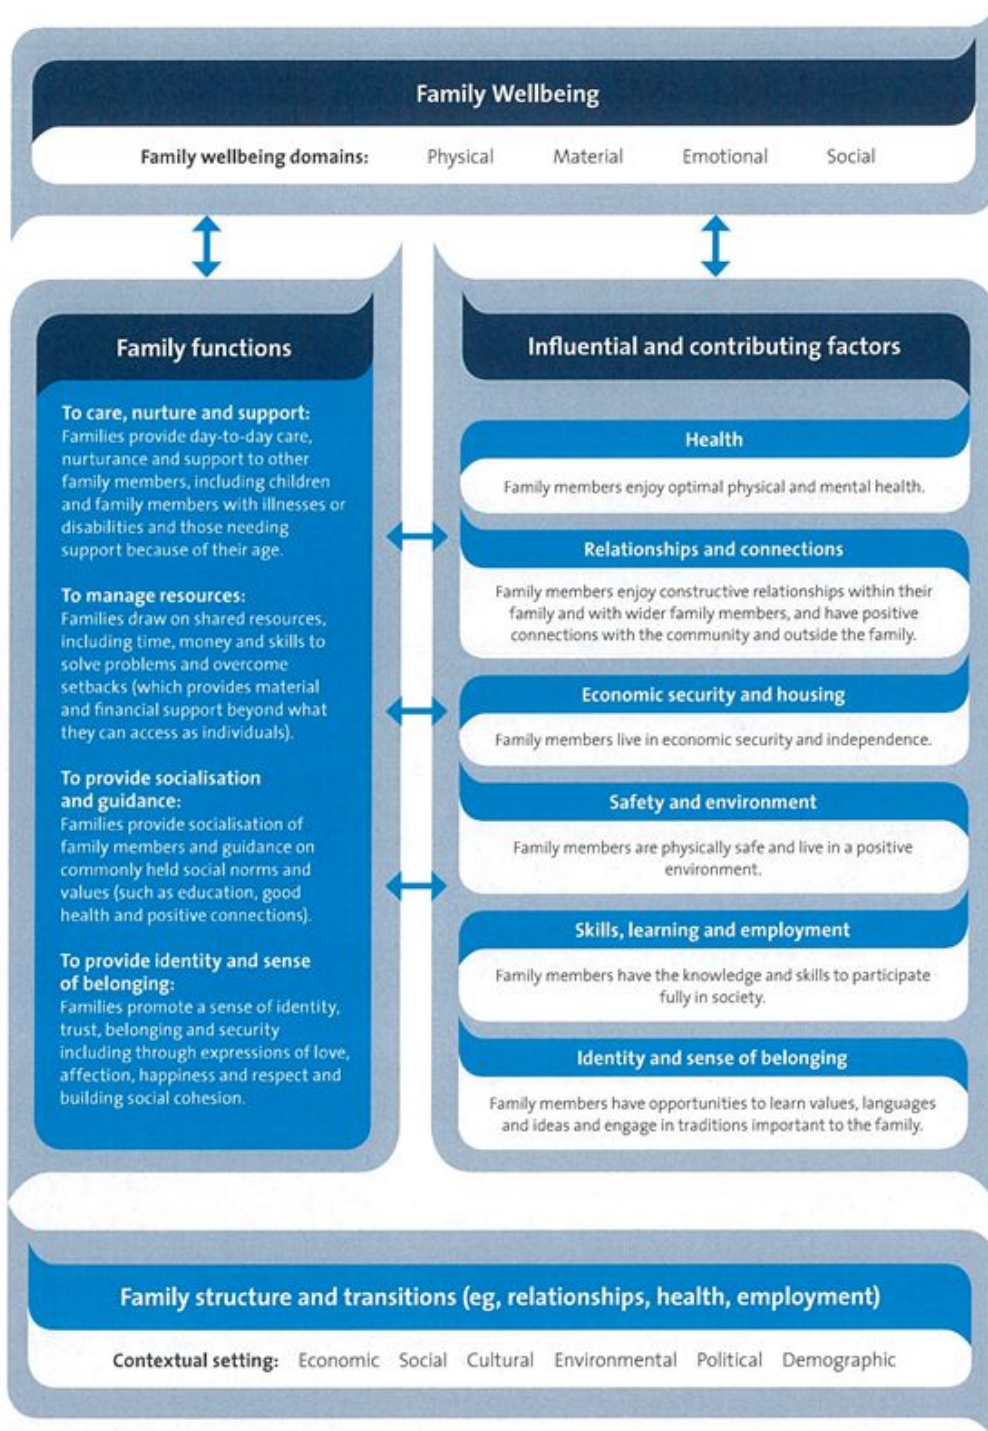 Family Wellbeing
Family wellbeing domains: Physical Material Emotional Social
Family functions
To care, nurture and support:
Families provide day-to-day care,
nurturance and support to other
family members, including children
and family members with illnesses or
disabilities and those needing
support because of their age.
To manage resources:
Families draw on shared resources,
including time, money and skills to
solve problems and overcome
setbacks (which provides material
and financial support beyond what
they can access as individuals).
To provide socialisation
and guidance:
Families provide socialisation of
family members and guidance on
commonly held social norms and
values (such as education, good
health and positive connections).
To provide identity and sense
of belonging:
Families promote a sense of identity,
trust, belonging and security
including through expressions of love,
affection, happiness and respect and
building social cohesion.
Influential and contributing factors
Health
Family members enjoy optimal physical and mental health.
Relationships and connections
Family members enjoy constructive relationships within their
family and with wider family members, and have positive
connections with the community and outside the family.
Economic security and housing
Family members live in economic security and independence.
Safety and environment
Family members are physically safe and live in a positive
environment.
Skills, learning and employment
Family members have the knowledge and skills to participate
fully in society.
Identity and sense of belonging
Family members have opportunities to learn values, languages
and ideas and engage in traditions important to the family.
Family structure and transitions (eg, relationships, health, employment)
Contextual setting: Economic Social Cultural Environmental Political Demographic